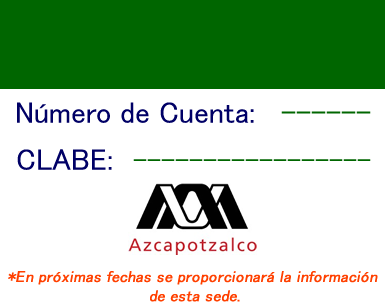 Número de Cuenta: ------
CLABE: -----------------
Azcapotzalco
*En próximas fechas se proporcionará la información
de esta sede.